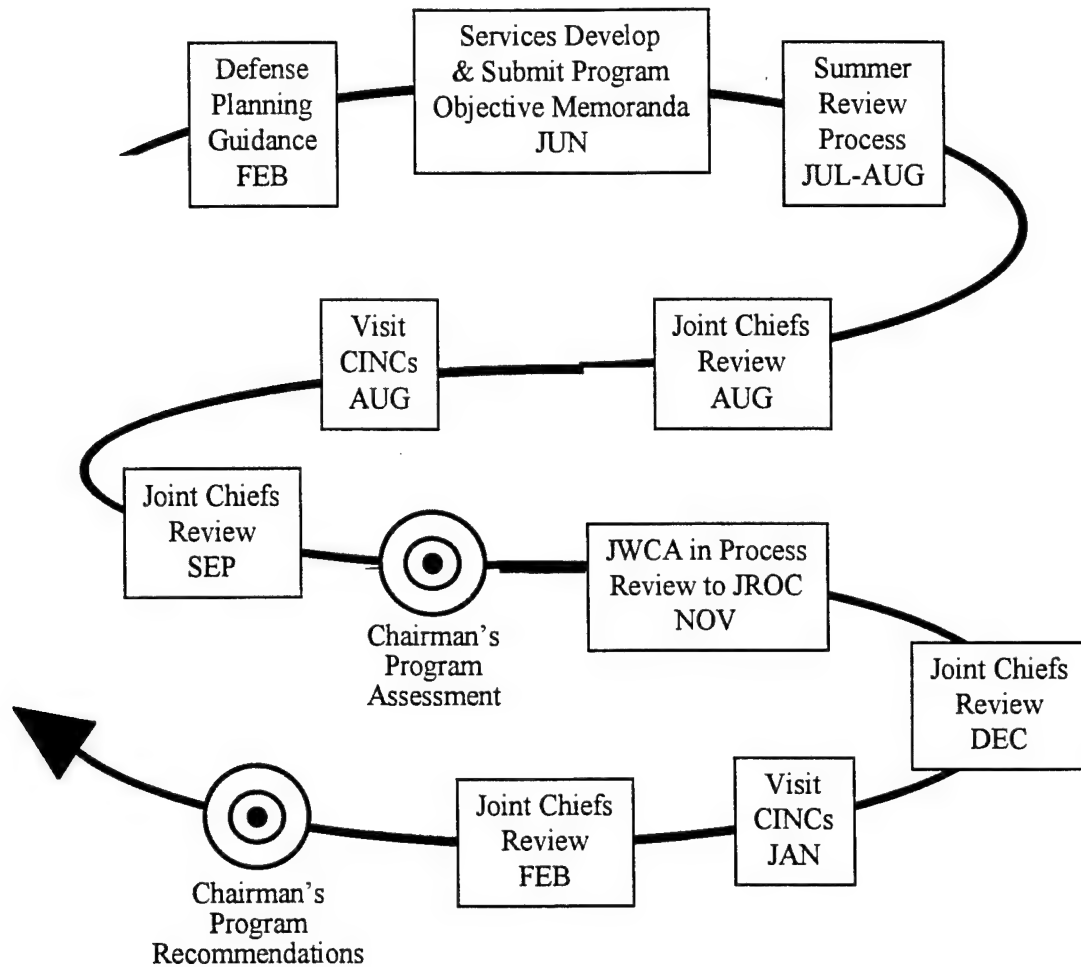 Defense
Planning
Guidance
FEB
Services Develop
& Submit Program
Objective Memoranda
JUN
Summer
Review
Process
JUL-AUG
Joint Chiefs
Review
AUG
Visit
CINCs
AUG
Joint Chiefs
Review
SEP
Chairman's
Program
Assessment
JWCA in Process
Review to JROC
NOV
Joint Chiefs
Review
DEC
Visit
CINCs
JAN
Joint Chiefs
Review
FEB
Chairman's
Program
Recommendations